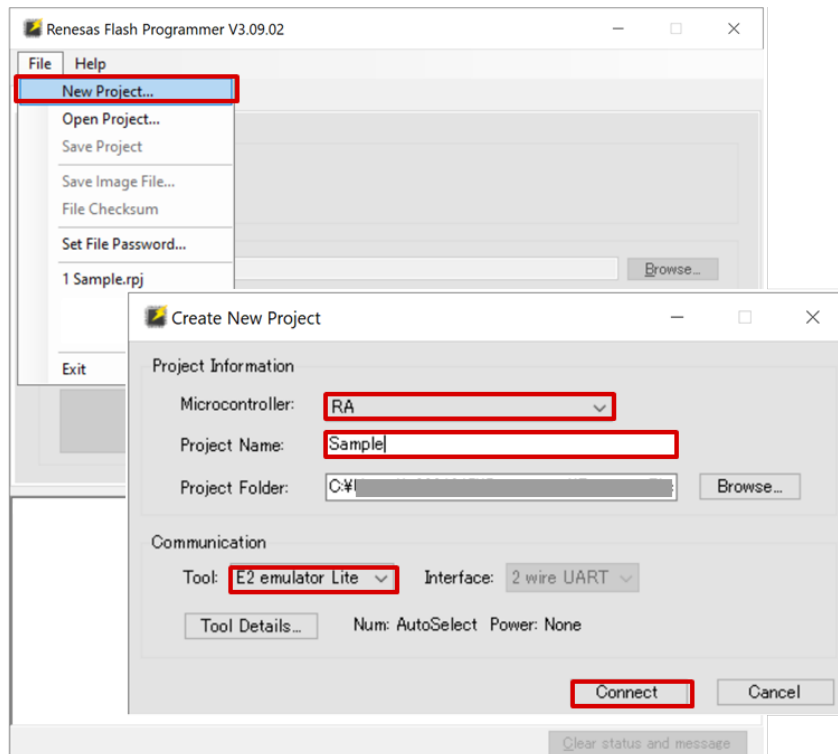 Renesas Flash Programmer V3.09.02
File Help
New Project...
Open Project...
Save Project
Save Image File...
File Checksum
Set File Password...
1 Sample.rpj
Browse...
Exit
Create New Project
Project Information
Microcontroller: RA
Project Name: Sample
Project Folder: C:¥ Browse...
Communication
Tool: E2 emulator Lite Interface: 2 wire UART
Tool Details... Num: AutoSelect Power: None
Connect Cancel
Clear status and message